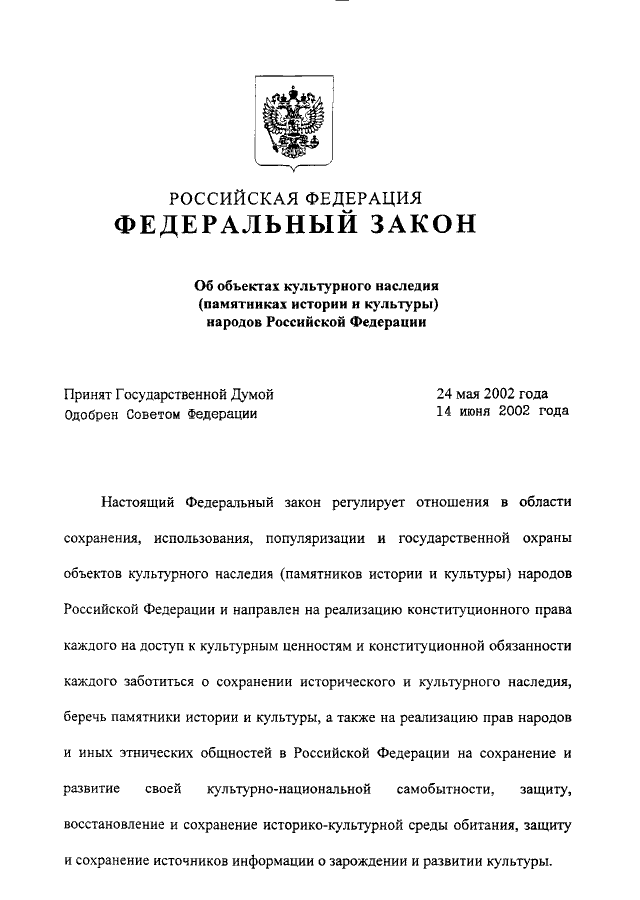 РОССИЙСКАЯ ФЕДЕРАЦИЯ
ФЕДЕРАЛЬНЫЙ ЗАКОН
Об объектах культурного наследия
(памятниках истории и культуры)
народов Российской Федерации
Принят Государственной Думой 24 мая 2002 года
Одобрен Советом Федерации 14 июня 2002 года
Настоящий Федеральный закон регулирует отношения в области
сохранения, использования, популяризации и государственной охраны
объектов культурного наследия (памятников истории и культуры) народов
Российской Федерации и направлен на реализацию конституционного права
каждого на доступ к культурным ценностям и конституционной обязанности
каждого заботиться о сохранении исторического и культурного наследия,
беречь памятники истории и культуры, а также на реализацию прав народов
и иных этнических общностей в Российской Федерации на сохранение и
развитие своей культурно-национальной самобытности, защиту,
восстановление и сохранение историко-культурной среды обитания, защиту
и сохранение источников информации о зарождении и развитии культуры.